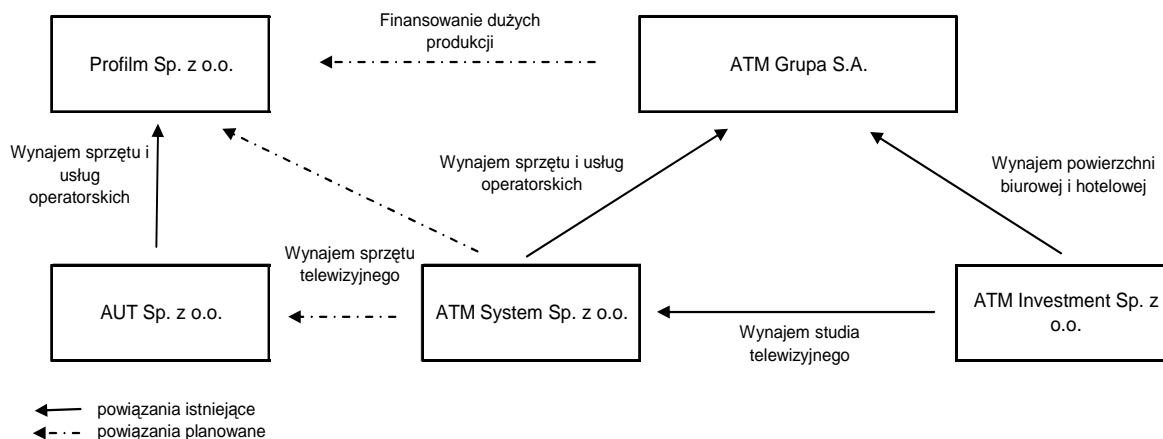 Finansowanie dużych
produkcji
Profilm Sp. z o.o.
ATM Grupa S.A.
Wynajem sprzętu i
usług
operatorskich
Wynajem sprzętu i usług
operatorskich
Wynajem powierzchni
biurowej i hotelowej
Wynajem sprzętu
telewizyjnego
AUT Sp. z o.o.
ATM System Sp. z o.o.
ATM Investment Sp. z
o.o.
Wynajem studia
telewizyjnego
powiązania istniejące
powiązania planowane